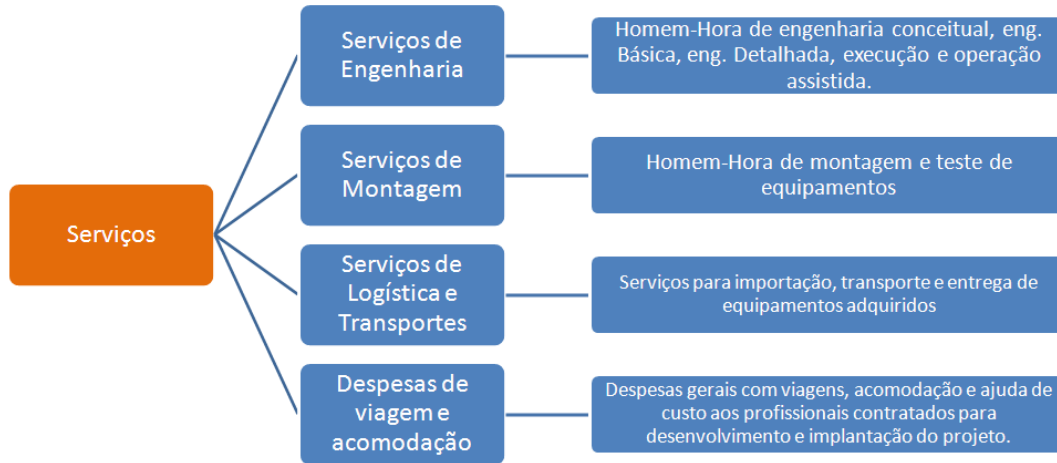 Serviços
Serviços de
Engenharia
Homem-Hora de engenharia conceitual, eng.
Básica, eng. Detalhada, execução e operação
assistida.
Serviços de
Montagem
Homem-Hora de montagem e teste de
equipamentos
Serviços de
Logística e
Transportes
Serviços para importação, transporte e entrega de
equipamentos adquiridos
Despesas de
viagem e
acomodação
Despesas gerais com viagens, acomodação e ajuda de
custo aos profissionais contratados para
desenvolvimento e implantação do projeto.